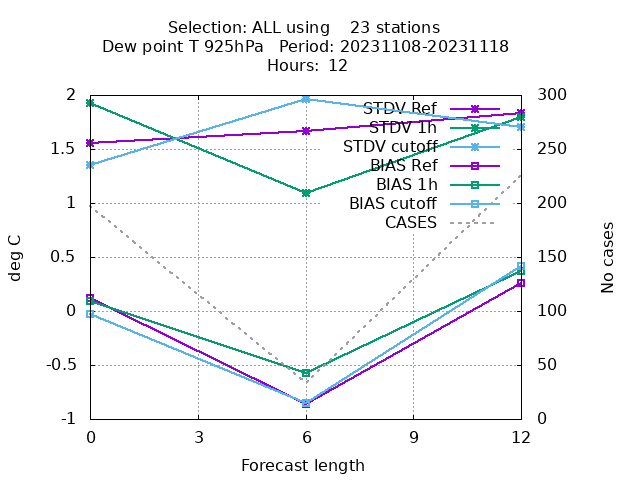 Selection: ALL using    23 stations
Dew point T 925hPa   Period: 20231108-20231118
Hours:  12
2
1.5
1
0.5
0
-0.5
-1
300
250
200
150
100
50
0
0
3
6
9
12
deg C
No cases
Forecast length
STDV Ref
STDV 1h
STDV cutoff
BIAS Ref
BIAS 1h
BIAS cutoff
CASES